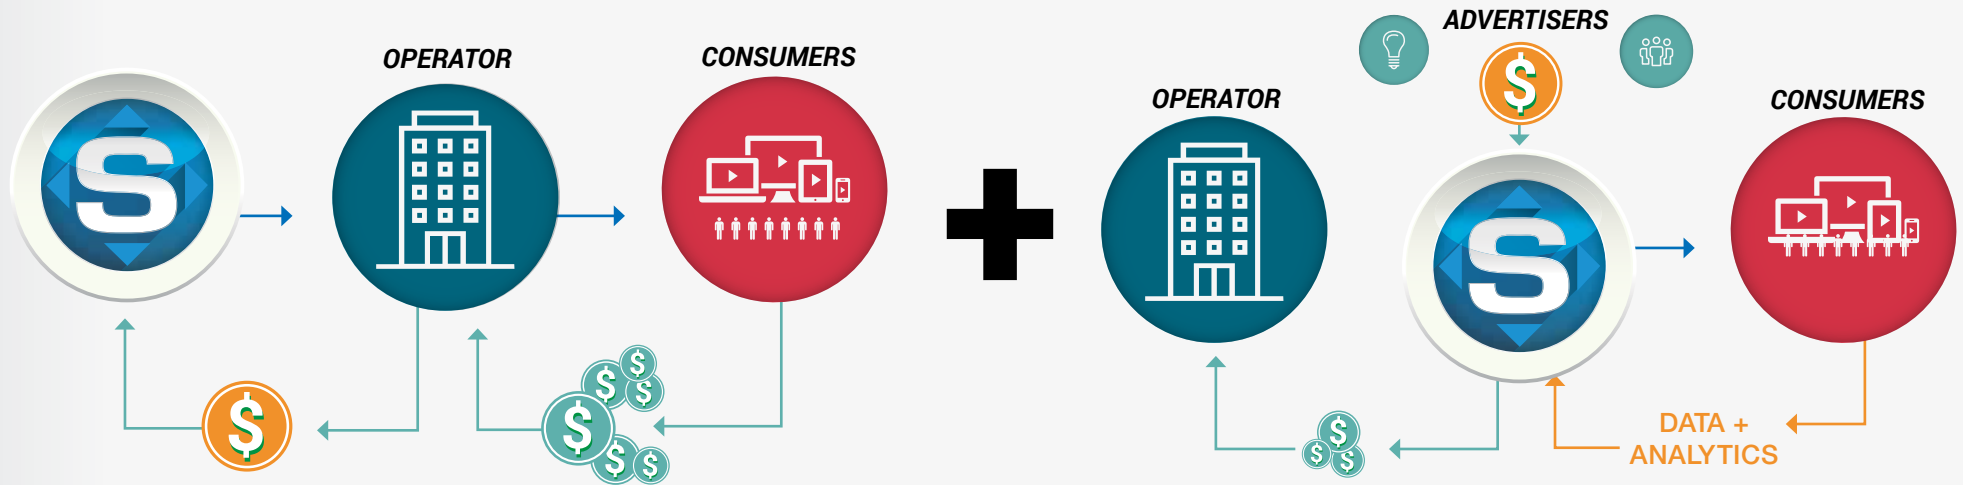 OPERATOR
CONSUMERS
S
$
$
$
$
$
$
$
ADVERTISERS
$
OPERATOR
CONSUMERS
S
$
$
$
DATA +
ANALYTICS